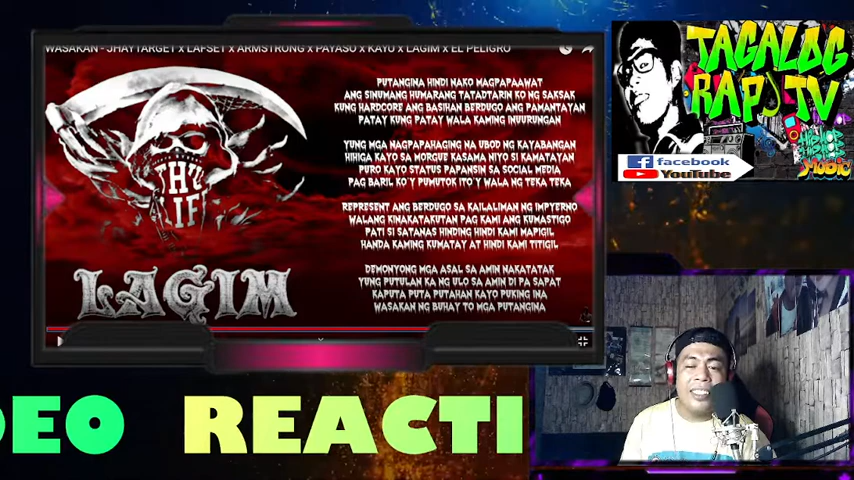 WASAKAN - JHAYTARGET X LAFSET X ARMSTRONG X PAYASO X KAYO X LAGIM X EL PELIGRO
PUTANGINA HINDI NAKO MAGPAPAAWAT
ANG SINUMANG HUMARANG TATADTARIN KO NG SAKSAK
KUNG HARDCORE ANG BASIHAN BERDUGO ANG PAMANTAYAN
PATAY KUNG PATAY WALA KAMING INUURUNGAN
YUNG MGA NAGPAPAHAGING NA UBOD NG KAYABANGAN
HIHIGA KAYO SA MORGUE KASAMA NIYO SI KAMATAYAN
PURO KAYO STATUS PAPANSIN SA SOCIAL MEDIA
PAG BARIL KO'Y PUMUTOK ITO Y WALA NG TEKA TEKA
REPRESENT ANG BERDUGO SA KAILALIMAN NG IMPYERNO
WALANG KINAKATAKUTAN PAG KAMI ANG KUMASTIGO
PATI SI SATANAS HINDING HINDI KAMI MAPIGIL
HANDA KAMING KUMATAY AT HINDI KAMI TITIGIL
DEMONYONG MGA ASAL SA AMIN NAKATATAK
YUNG PUTULAN KA NG ULO SA AMIN DI PA SAPAT
KAPUTA PUTA PUTAHAN KAYO PUKING INA
WASAKAN NG BUHAY TO MGA PUTANGINA
THUG
LIFE
LAGIM
TAGALOG
RAP TV
HIPHOP
MUSIC
facebook
YouTube
DEO REACTI